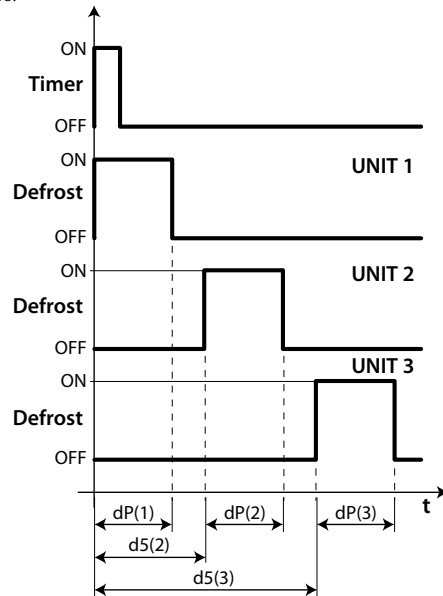 ON
Timer
OFF
ON
UNIT 1
Defrost
OFF
ON
UNIT 2
Defrost
OFF
UNIT 3
ON
Defrost
OFF
t
dP(1)
dP(2)
dP(3)
d5(2)
d5(3)